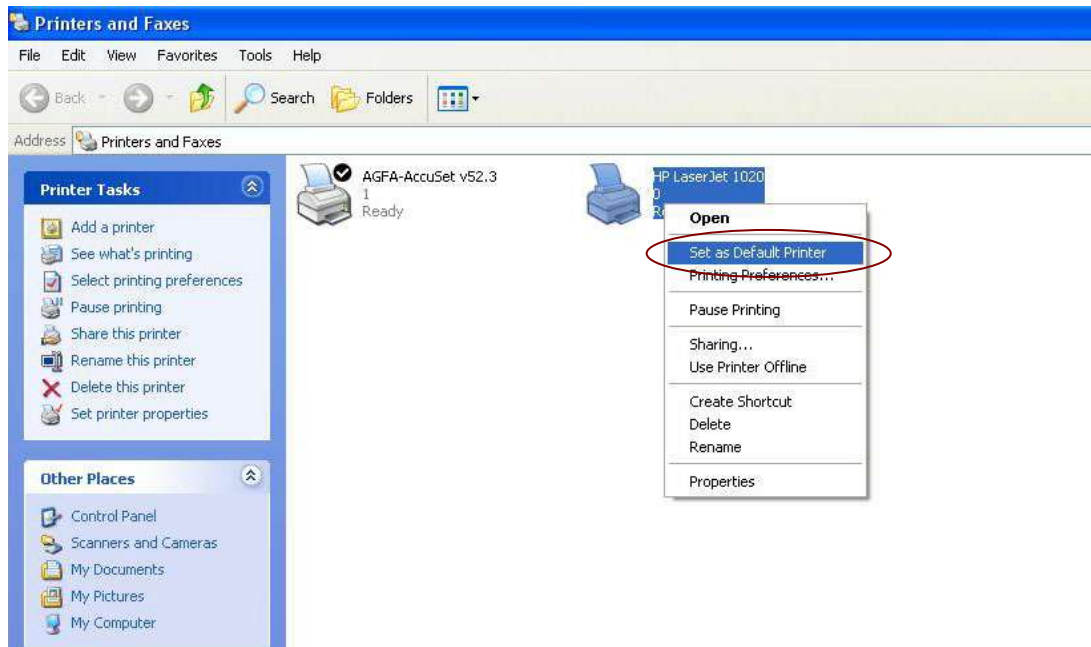 Printers and Faxes
File Edit View Favorites Tools Help
Back Search Folders
Address Printers and Faxes
Printer Tasks
Add a printer
See what's printing
Select printing preferences
Pause printing
Share this printer
Rename this printer
Delete this printer
Set printer properties
Other Places
Control Panel
Scanners and Cameras
My Documents
My Pictures
My Computer
AGFA-AccuSet v52.3
1
Ready
HP LaserJet 1020
0
Open
Set as Default Printer
Printing Preferences...
Pause Printing
Sharing...
Use Printer Offline
Create Shortcut
Delete
Rename
Properties